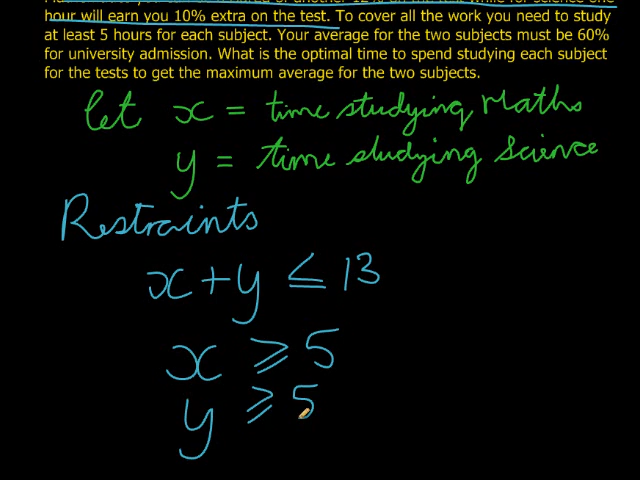 hour will earn you 10% extra on the test. To cover all the work you need to study
at least 5 hours for each subject. Your average for the two subjects must be 60%
for university admission. What is the optimal time to spend studying each subject
for the tests to get the maximum average for the two subjects.
let x = time studying Maths
y = time studying Science
Restraints
x + y ≤ 13
x ⩾ 5
y ⩾ 5